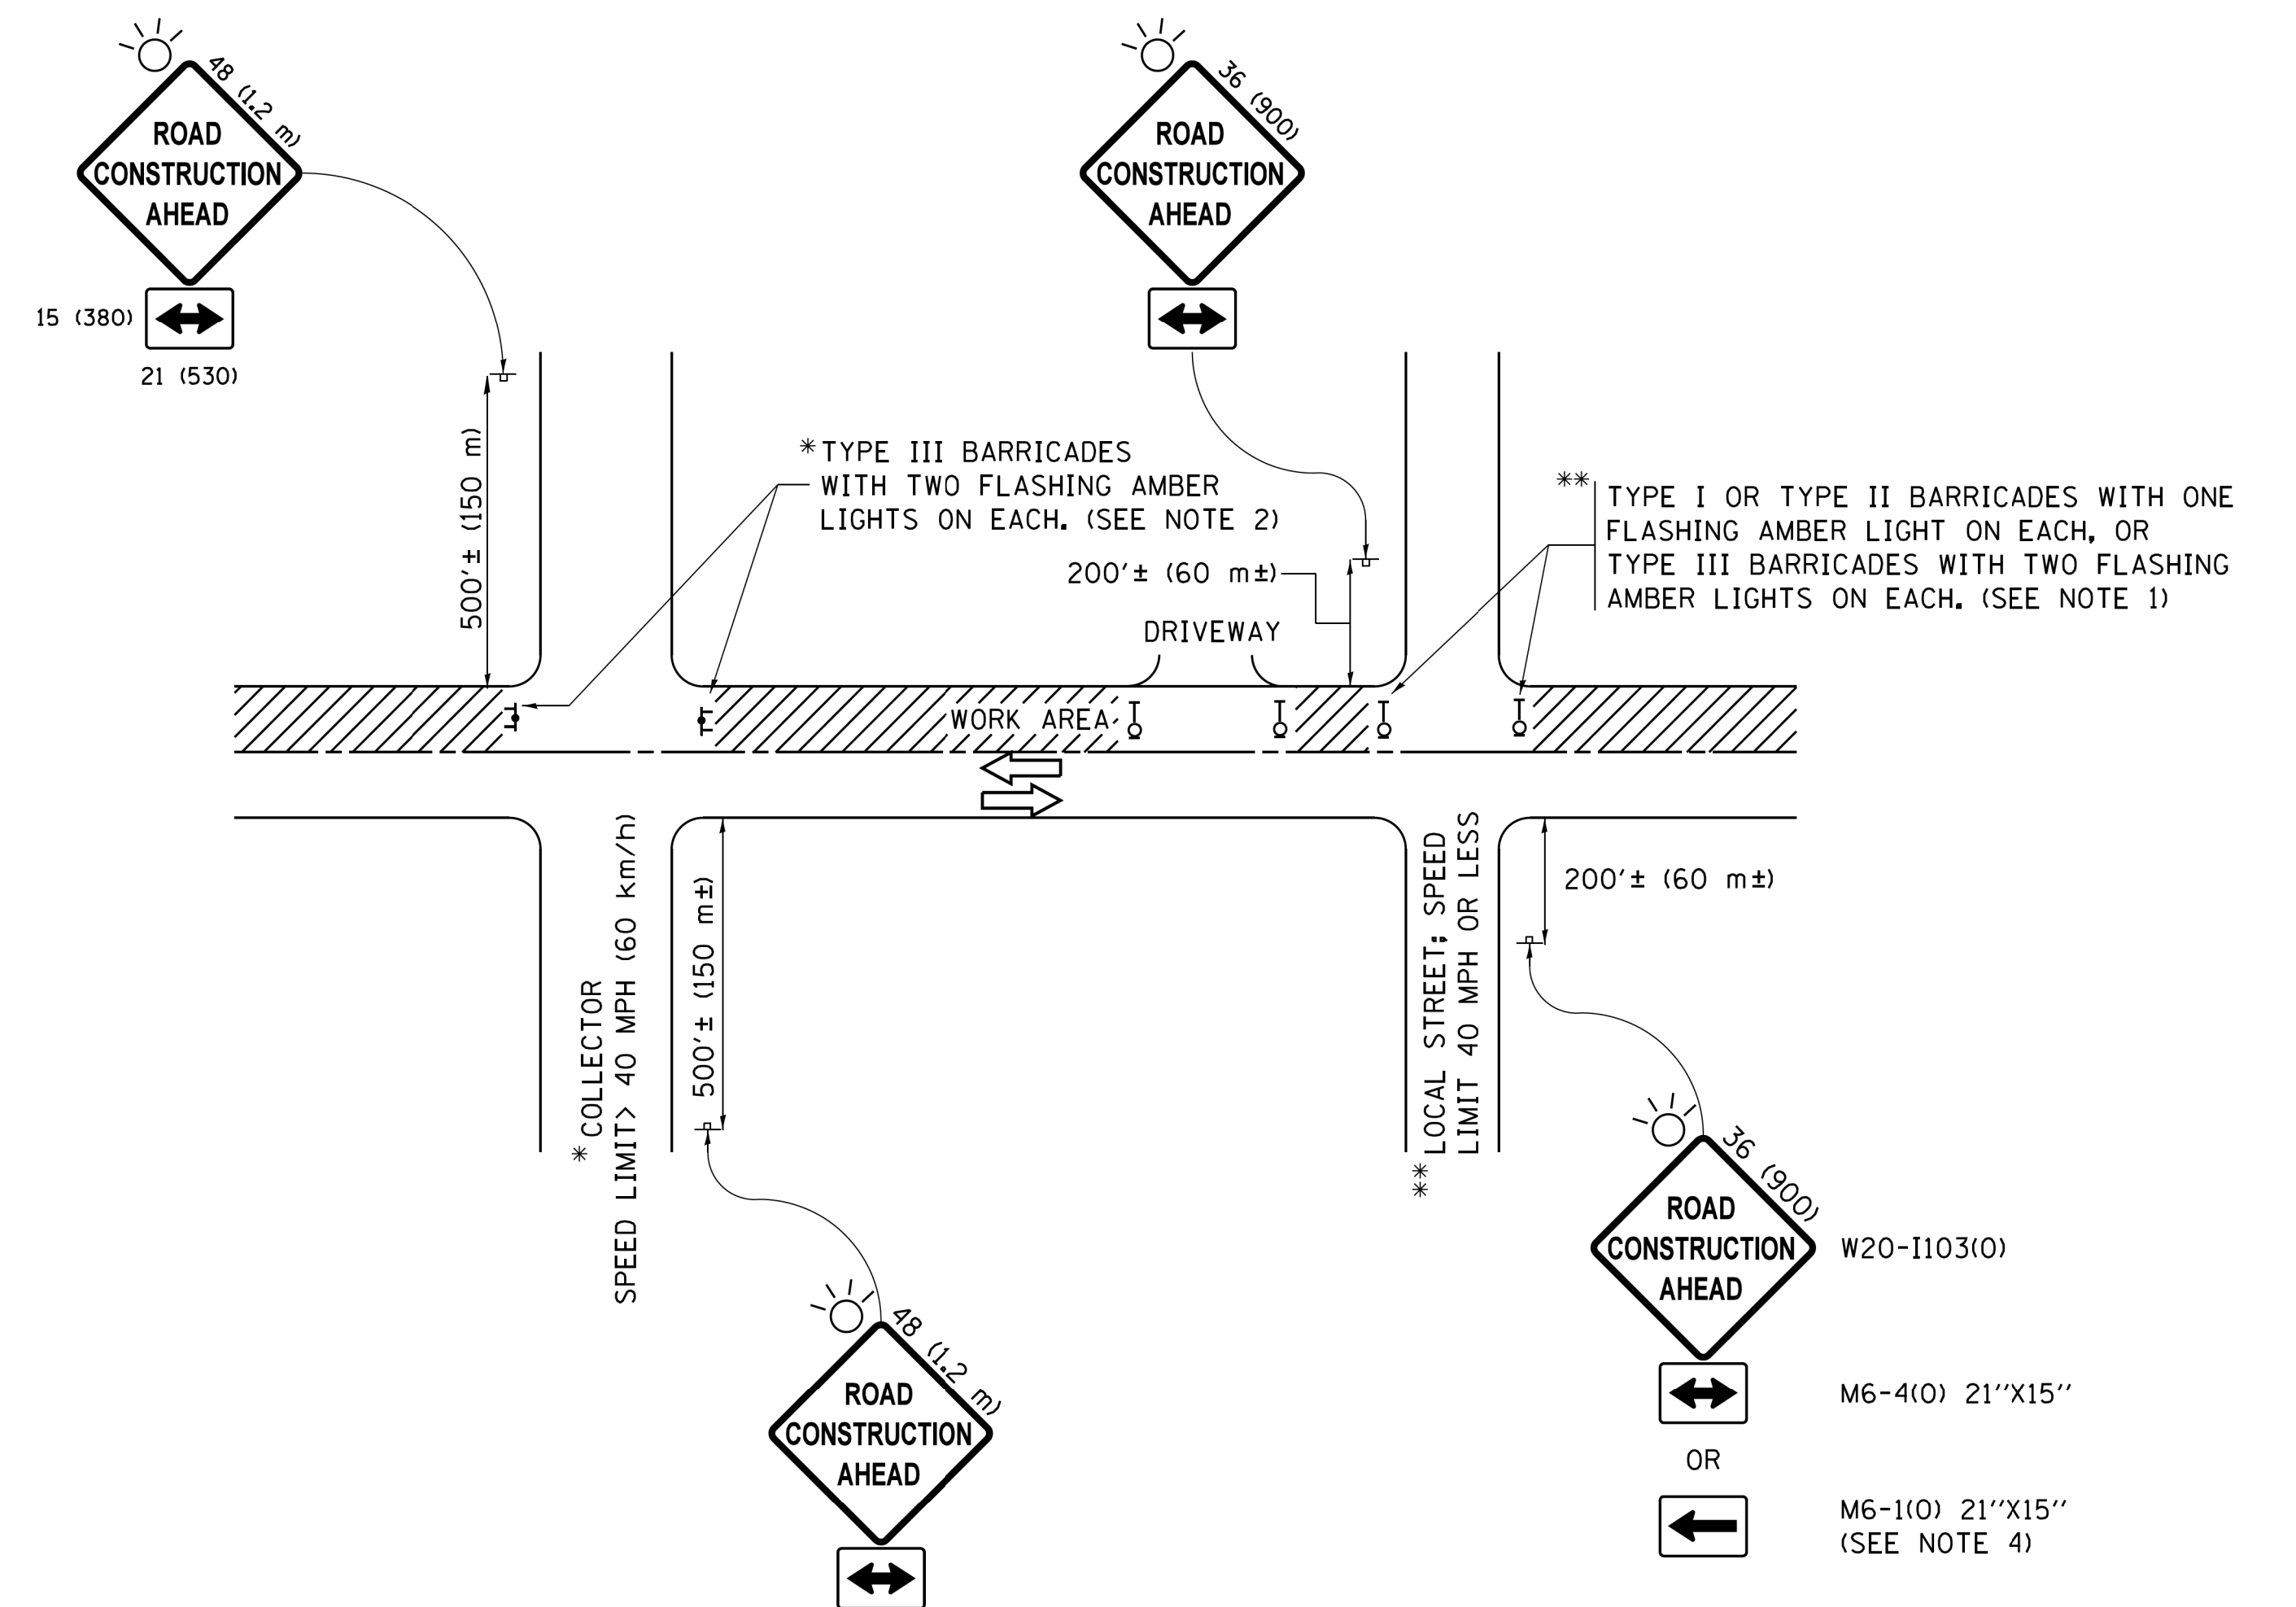 48 (1.2 m)
ROAD
CONSTRUCTION
AHEAD
15 (380)
21 (530)
36 (900)
ROAD
CONSTRUCTION
AHEAD
500'± (150 m)
*TYPE III BARRICADES
WITH TWO FLASHING AMBER
LIGHTS ON EACH. (SEE NOTE 2)
200'± (60 m±)
DRIVEWAY
**
TYPE I OR TYPE II BARRICADES WITH ONE
FLASHING AMBER LIGHT ON EACH, OR
TYPE III BARRICADES WITH TWO FLASHING
AMBER LIGHTS ON EACH. (SEE NOTE 1)
WORK AREA
* COLLECTOR
SPEED LIMIT> 40 MPH (60 km/h)
500'± (150 m±)
** LOCAL STREET; SPEED
LIMIT 40 MPH OR LESS
200'± (60 m±)
48 (1.2 m)
ROAD
CONSTRUCTION
AHEAD
36 (900)
ROAD
CONSTRUCTION
AHEAD
W20-I103(O)
M6-4(O) 21''X15''
OR
M6-1(O) 21''X15''
(SEE NOTE 4)